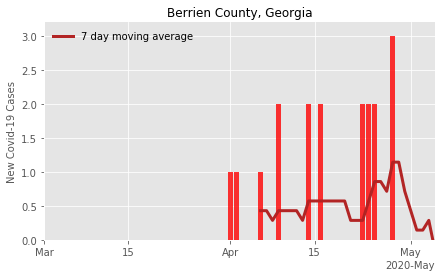 Berrien County, Georgia
7 day moving average
New Covid-19 Cases
3.0
2.5
2.0
1.5
1.0
0.5
0.0
Mar 15 Apr 15 May
2020-May